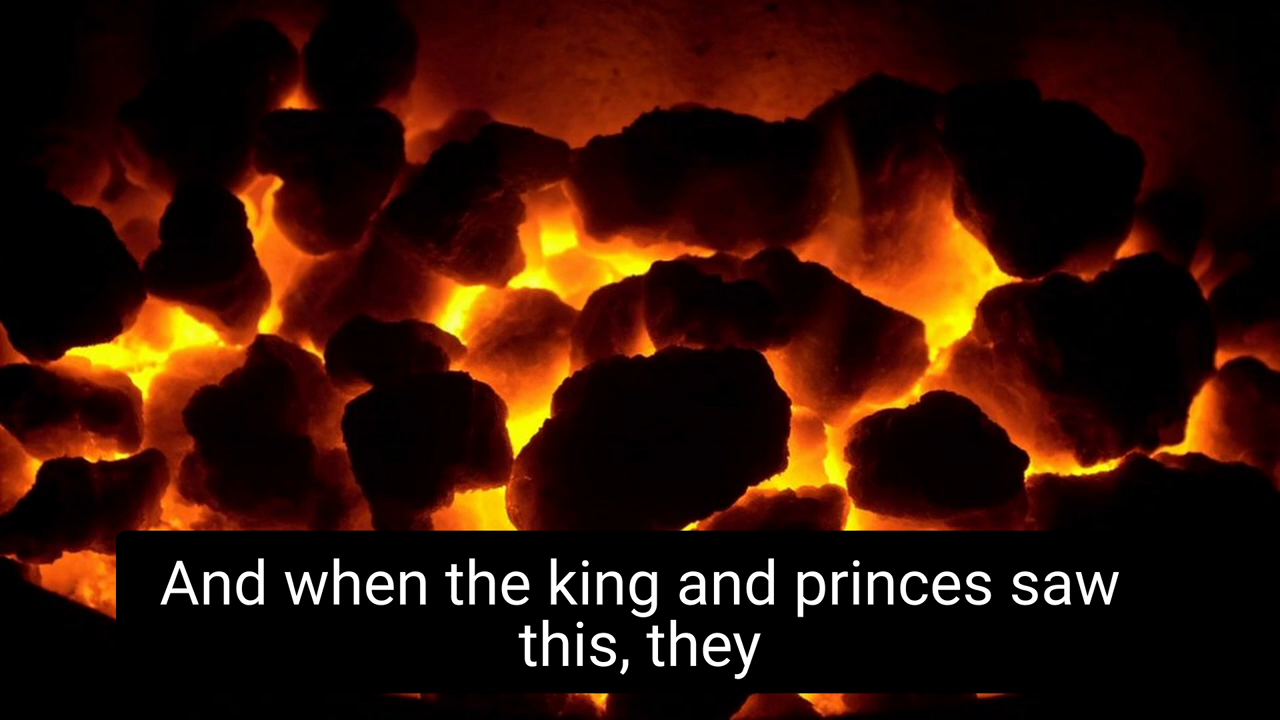 And when the king and princes saw
this, they